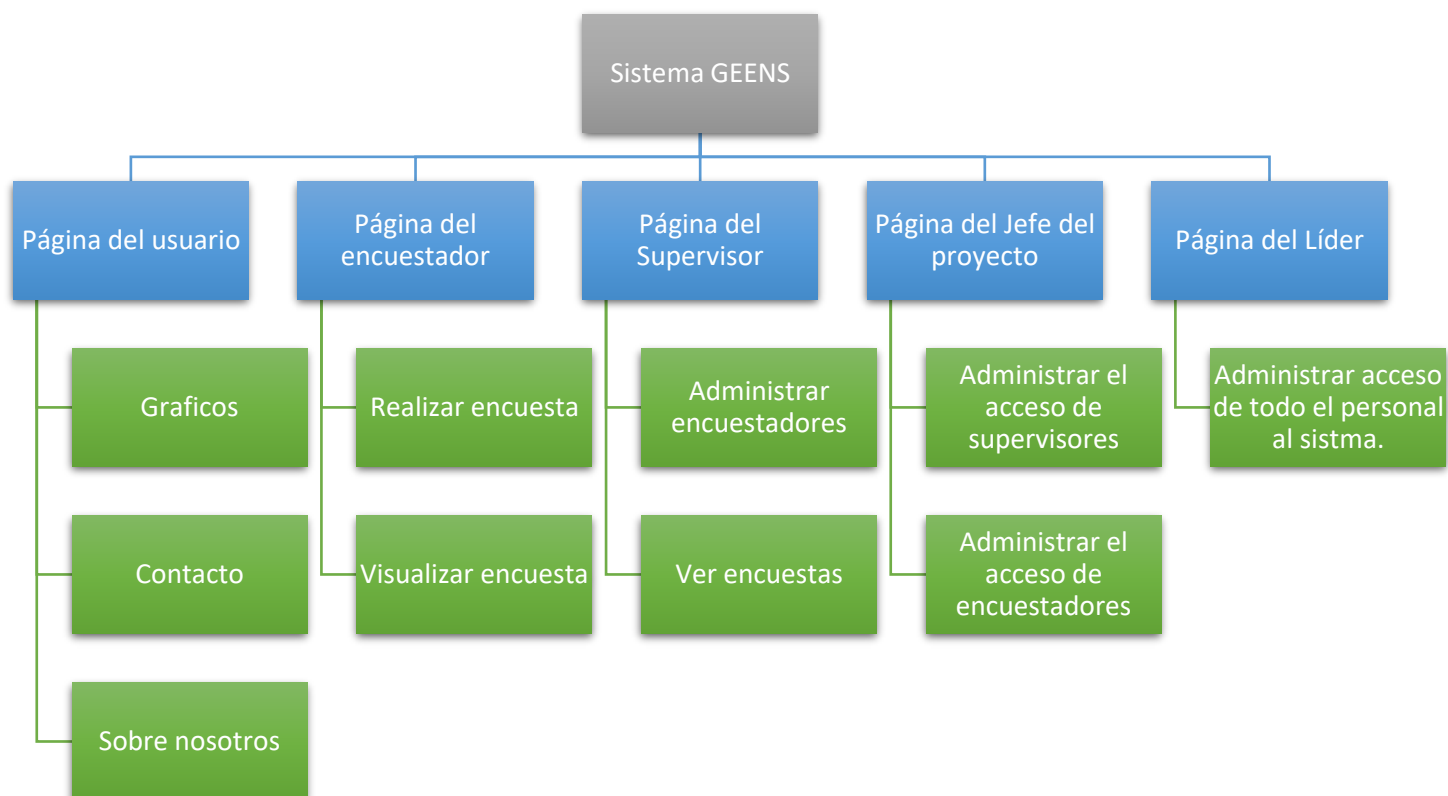 Sistema GEENS
Página del usuario
Página del
encuestador
Página del
Supervisor
Página del Jefe del
proyecto
Página del Líder
Graficos
Contacto
Sobre nosotros
Realizar encuesta
Visualizar encuesta
Administrar
encuestadores
Ver encuestas
Administrar el
acceso de
supervisores
Administrar el
acceso de
encuestadores
Administrar acceso
de todo el personal
al sistma.